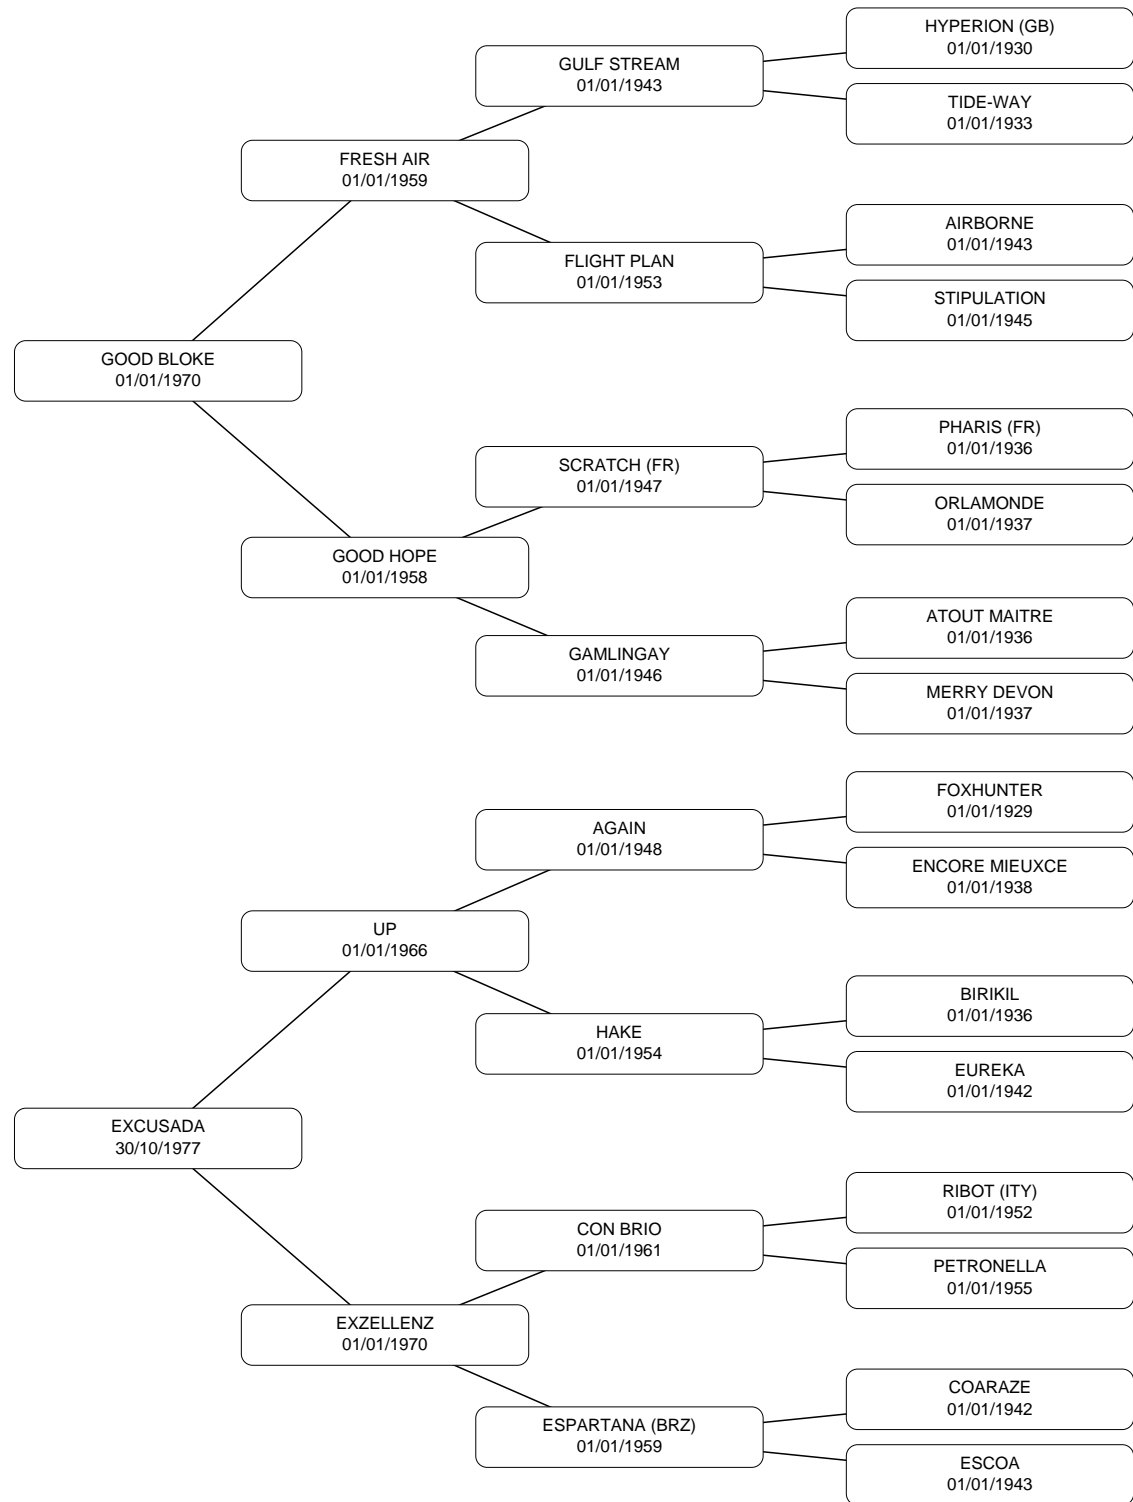 HYPERION (GB)
01/01/1930
GULF STREAM
01/01/1943
TIDE-WAY
01/01/1933
FRESH AIR
01/01/1959
AIRBORNE
01/01/1943
FLIGHT PLAN
01/01/1953
STIPULATION
01/01/1945
GOOD BLOKE
01/01/1970
PHARIS (FR)
01/01/1936
SCRATCH (FR)
01/01/1947
ORLAMONDE
01/01/1937
GOOD HOPE
01/01/1958
ATOUT MAITRE
01/01/1936
GAMLINGAY
01/01/1946
MERRY DEVON
01/01/1937
FOXHUNTER
01/01/1929
AGAIN
01/01/1948
ENCORE MIEUXCE
01/01/1938
UP
01/01/1966
BIRIKIL
01/01/1936
HAKE
01/01/1954
EUREKA
01/01/1942
EXCUSADA
30/10/1977
RIBOT (ITY)
01/01/1952
CON BRIO
01/01/1961
PETRONELLA
01/01/1955
EXZELLENZ
01/01/1970
COARAZE
01/01/1942
ESPARTANA (BRZ)
01/01/1959
ESCOA
01/01/1943